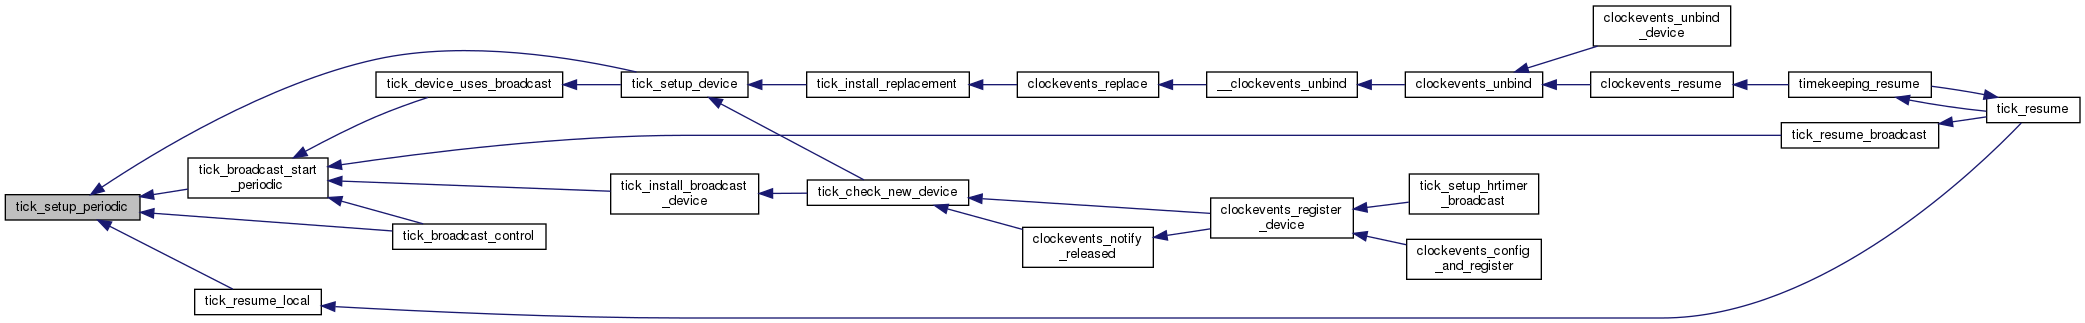 clockevents_unbind
_device
tick_device_uses_broadcast
tick_setup_device
tick_install_replacement
clockevents_replace
__clockevents_unbind
clockevents_unbind
clockevents_resume
timekeeping_resume
tick_resume
tick_resume_broadcast
tick_broadcast_start
_periodic
tick_setup_periodic
tick_install_broadcast
_device
tick_check_new_device
tick_setup_hrtimer
_broadcast
clockevents_register
_device
tick_broadcast_control
clockevents_notify
_released
clockevents_config
_and_register
tick_resume_local